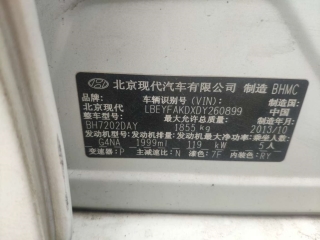 北京现代汽车有限公司 制造 BHMC
品牌: 车辆识别号(VIN): 制造国:
北京现代 LBEYFAKDXDY260899 中国
整车型号: 最大允许总质量: 制造年月:
BH7202DAY 1855kg 2013/10
发动机型号: 发动机排量: 发动机最大净功率: 乘坐人数:
G4NA 1999ml 119 kW 5人
变速器:P 主减速比:N 漆色:7F 内装色:RY